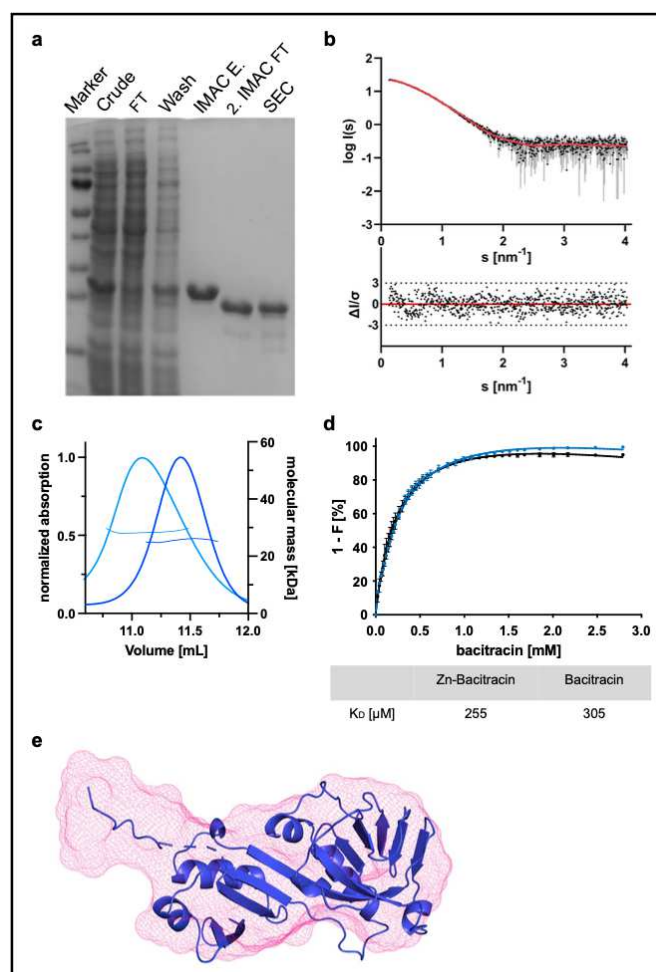 a
Marker
Crude
FT
Wash
IMAC E.
2. IMAC FT
SEC
b
log I(s)
2
1
0
-1
-2
-3
0 1 2 3 4
s [nm⁻¹]
ΔI/σ
3
0
-3
0 1 2 3 4
s [nm⁻¹]
c
normalized absorption
1.0
0.5
0.0
molecular mass [kDa]
60
50
40
30
20
10
0
11.0 11.5 12.0
Volume [mL]
d
1 - F [%]
100
80
60
40
20
0
0.0 0.5 1.0 1.5 2.0 2.5 3.0
bacitracin [mM]
Zn-Bacitracin Bacitracin
KD [µM] 255 305
e